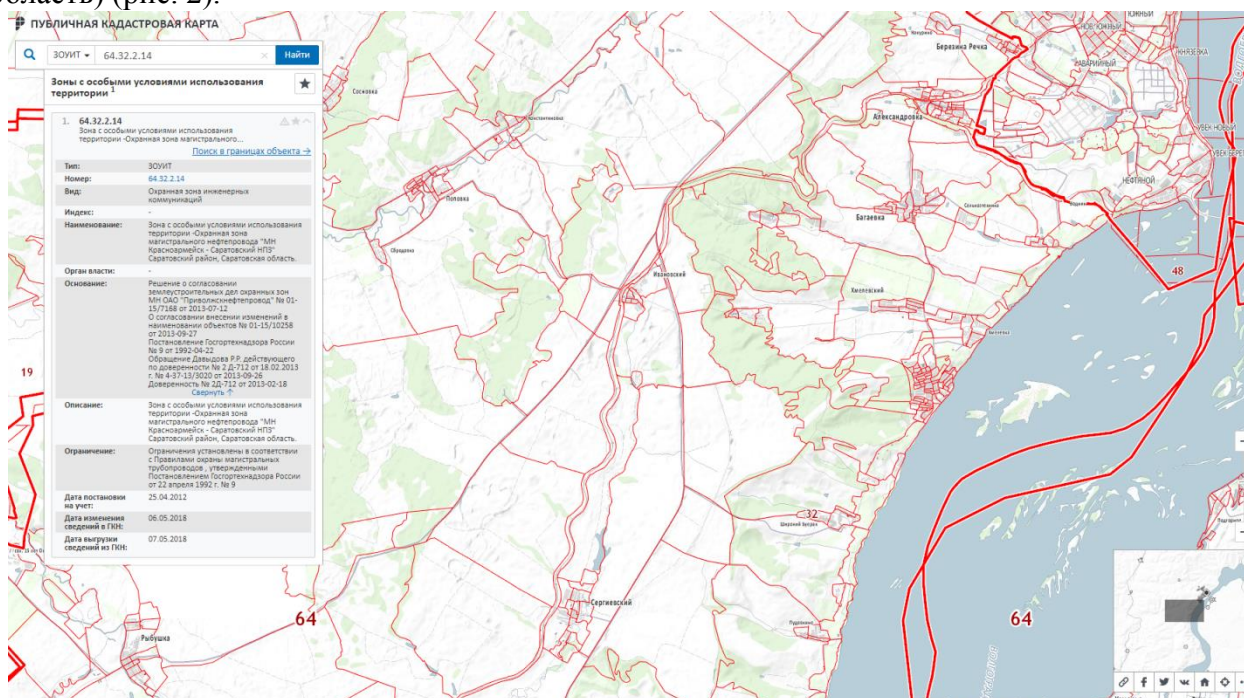 область) (рис. 2).
ПУБЛИЧНАЯ КАДАСТРОВАЯ КАРТА
ЗОУИТ
64.32.2.14
Найти
Зоны с особыми условиями использования
территории 1
1. 64.32.2.14
Зона с особыми условиями использования
территории -Охранная зона магистрального...
Поиск в границах объекта →
Тип: ЗОУИТ
Номер: 64.32.2.14
Вид: Охранная зона инженерных
коммуникаций
Индекс: -
Наименование: Зона с особыми условиями использования
территории -Охранная зона
магистрального нефтепровода "МН
Красноармейск - Саратовский НПЗ"
Саратовский район, Саратовская область.
Орган власти: -
Основание: Решение о согласовании
землеустроительных дел охранных зон
МН ОАО "Приволжскнефтепровод" № 01-
15/7168 от 2013-07-12
О согласовании внесении изменений в
наименовании объектов № 01-15/10258
от 2013-09-27
Постановление Госгортехнадзора России
№ 9 от 1992-04-22
Обращение Давыдова Р.Р. действующего
по доверенности № 2 Д-712 от 18.02.2013
г. № 4-37-13/3020 от 2013-09-26
Доверенность № 2Д-712 от 2013-02-18
Свернуть ↑
Описание: Зона с особыми условиями использования
территории -Охранная зона
магистрального нефтепровода "МН
Красноармейск - Саратовский НПЗ"
Саратовский район, Саратовская область.
Ограничение: Ограничения установлены в соответствии
с Правилами охраны магистральных
трубопроводов , утвержденными
Постановлением Госгортехнадзора России
от 22 апреля 1992 г. № 9
Дата постановки
на учет: 25.04.2012
Дата изменения
сведений в ГКН: 06.05.2018
Дата выгрузки
сведений из ГКН: 07.05.2018
Сосновка
Константиновка
Поповка
Ивановский
Березина Речка
Александровка
Багаевка
Хмелевский
НЕФТЯНОЙ
КНЯЗЕВКА
УВЕК НОВЫЙ
48
19
32
Широкий Буерак
Сергиевский
Рыбушка
64
64